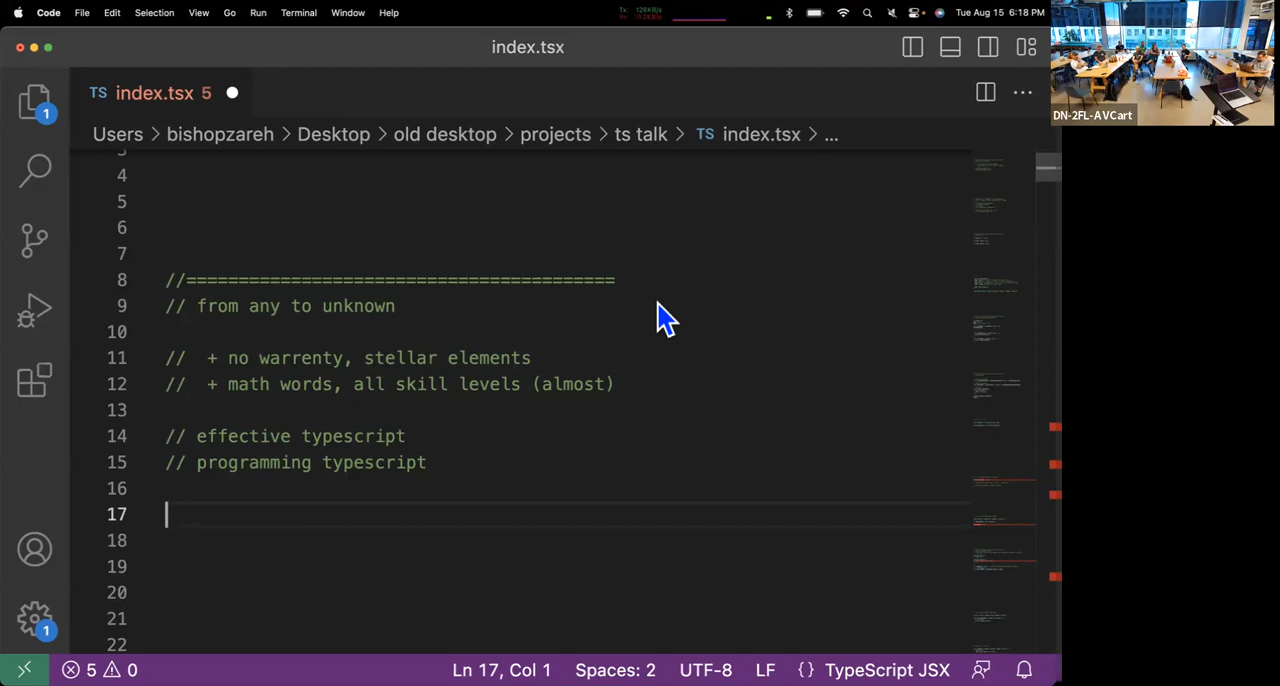 Code File Edit Selection View Go Run Terminal Window Help
Tue Aug 15 6:18 PM
index.tsx
TS index.tsx 5
1
Users > bishopzareh > Desktop > old desktop > projects > ts talk > TS index.tsx > ...
DN-2FL-AVCart
4
5
6
7
8 //=========================================
9 // from any to unknown
10
11 // + no warrenty, stellar elements
12 // + math words, all skill levels (almost)
13
14 // effective typescript
15 // programming typescript
16
17
18
19
20
21
22
1
5 0
Ln 17, Col 1 Spaces: 2 UTF-8 LF {} TypeScript JSX